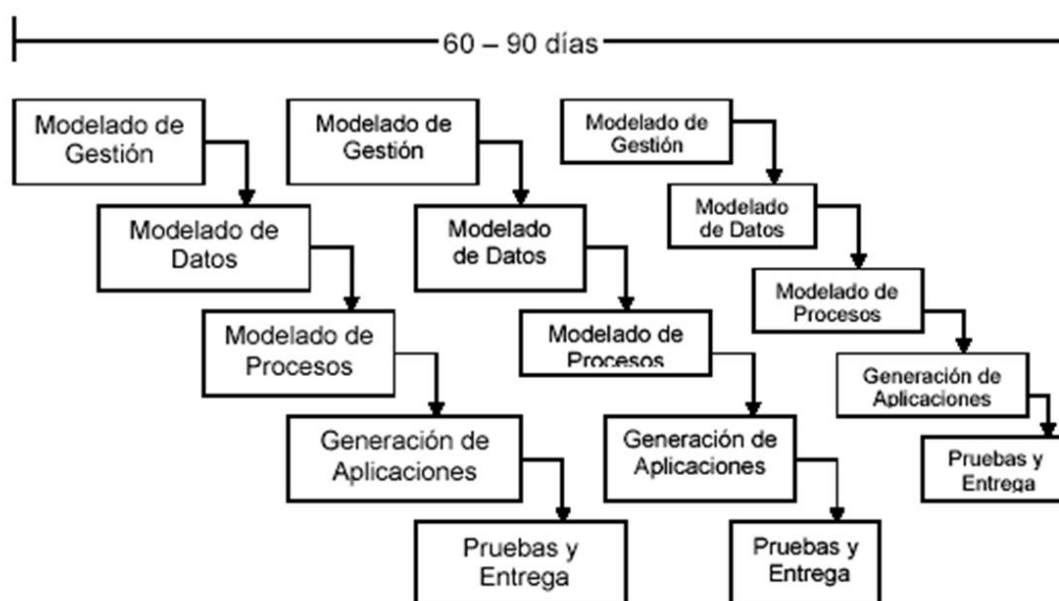 60 – 90 días
Modelado de
Gestión
Modelado de
Datos
Modelado de
Procesos
Generación de
Aplicaciones
Pruebas y
Entrega
Modelado de
Gestión
Modelado
de Datos
Modelado de
Procesos
Generación de
Aplicaciones
Pruebas y
Entrega
Modelado de
Gestión
Modelado
de Datos
Modelado de
Procesos
Generación de
Aplicaciones
Pruebas y
Entrega